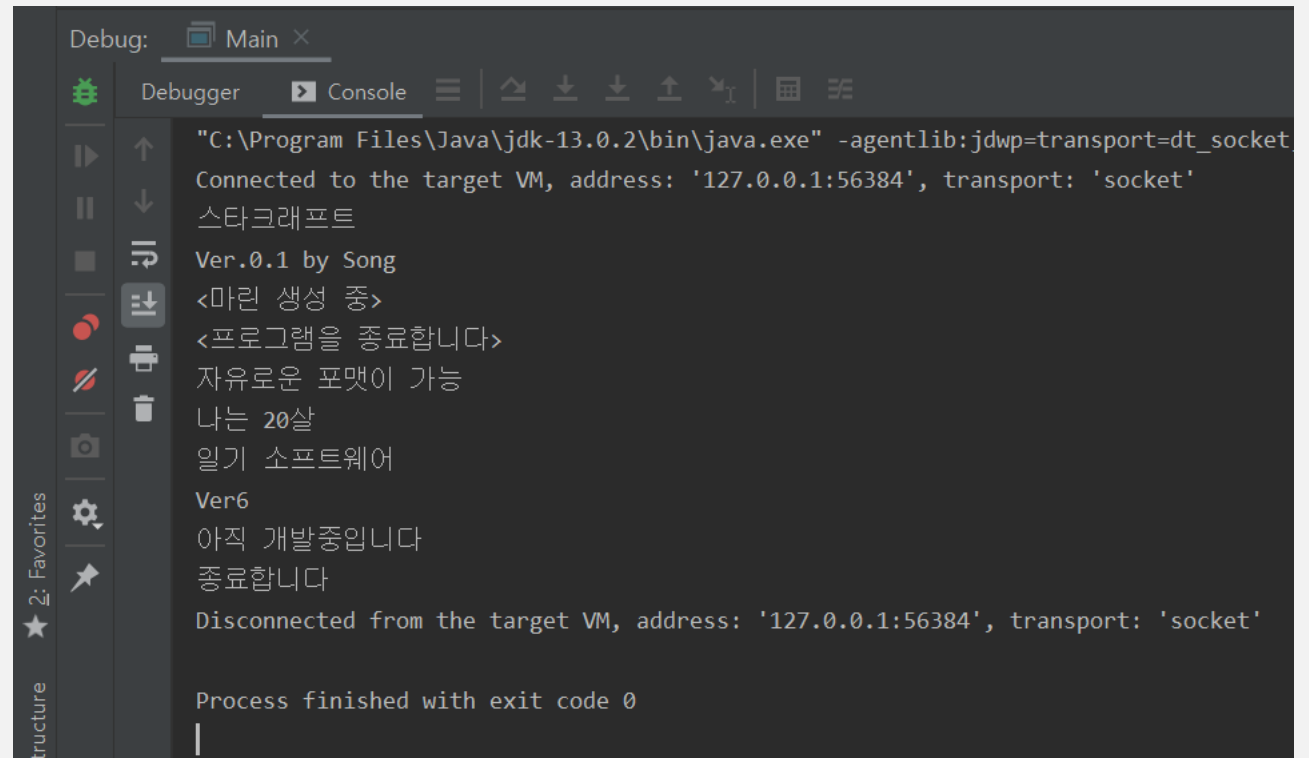 Debug: Main
Debugger Console
"C:\Program Files\Java\jdk-13.0.2\bin\java.exe" -agentlib:jdwp=transport=dt_socket,
Connected to the target VM, address: '127.0.0.1:56384', transport: 'socket'
스타크래프트
Ver.0.1 by Song
<마린 생성 중>
<프로그램을 종료합니다>
자유로운 포맷이 가능
나는 20살
일기 소프트웨어
Ver6
아직 개발중입니다
종료합니다
Disconnected from the target VM, address: '127.0.0.1:56384', transport: 'socket'
Process finished with exit code 0
2: Favorites
tructure